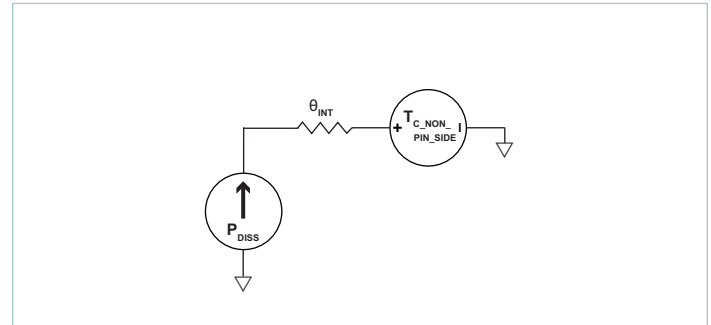 θINT
+ TC_NON_ –
PIN_SIDE
PDISS